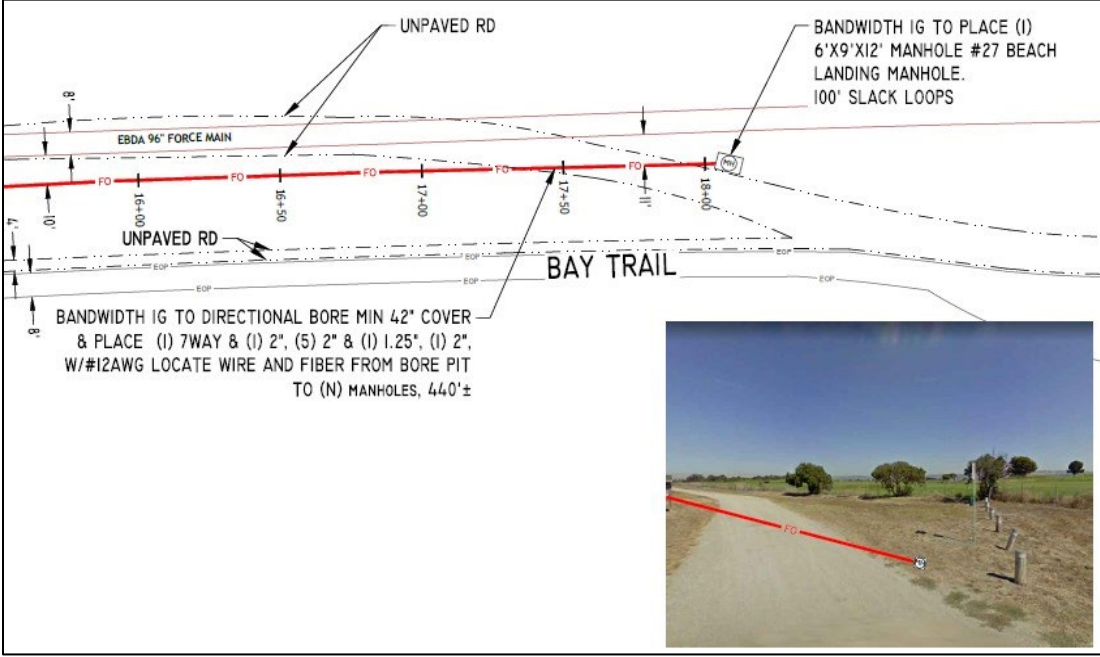 UNPAVED RD
BANDWIDTH IG TO PLACE (1)
6'X9'X12' MANHOLE #27 BEACH
LANDING MANHOLE.
100' SLACK LOOPS
8'
EBDA 96" FORCE MAIN
MH
FO
FO
FO
FO
FO
16+00
16+50
17+00
17+50
18+00
10'
11'
4'
UNPAVED RD
EOP
EOP
EOP
EOP
EOP
EOP
BAY TRAIL
8'
BANDWIDTH IG TO DIRECTIONAL BORE MIN 42" COVER
& PLACE (1) 7WAY & (1) 2", (5) 2" & (1) 1.25", (1) 2",
W/#12AWG LOCATE WIRE AND FIBER FROM BORE PIT
TO (N) MANHOLES, 440'±
FO